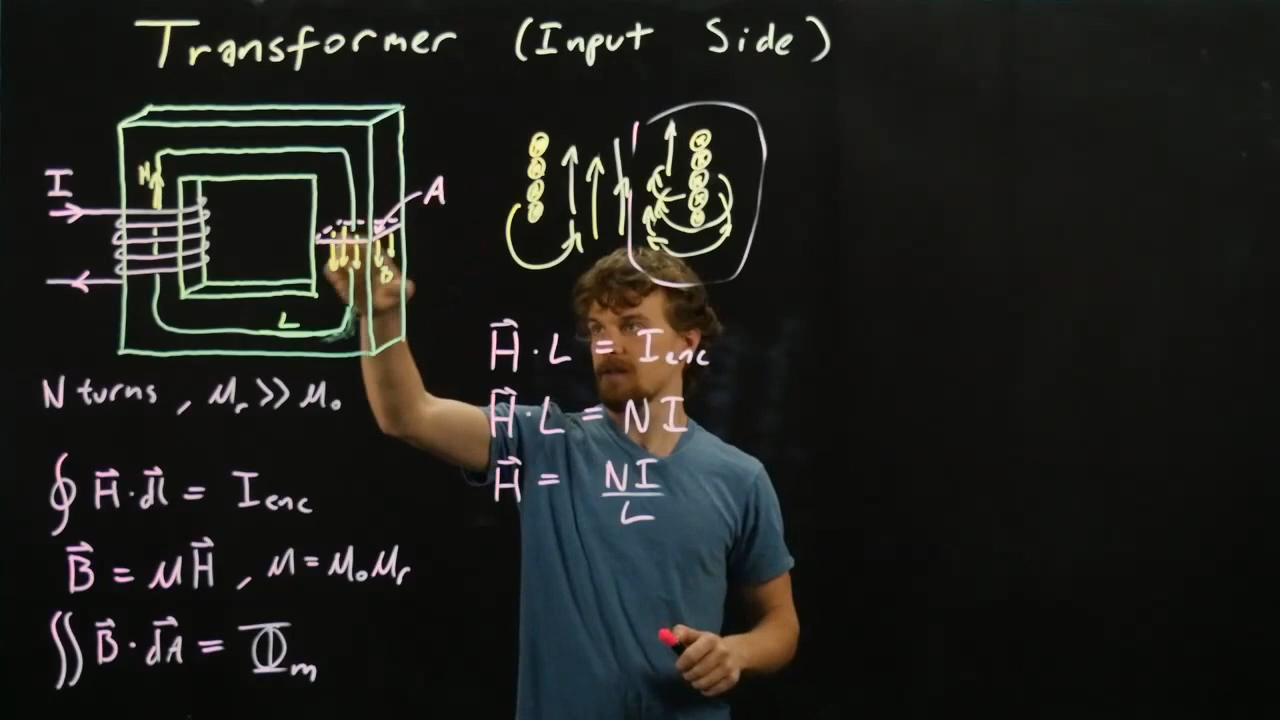 Transformer (Input Side)
I
H
A
B
L
N turns, μr >> μ0
∮ H⃗ · dl⃗ = Ienc
B⃗ = μH⃗, μ = μ0μr
∬ B⃗ · dA⃗ = Φm
H⃗ · L = Ienc
H⃗ · L = NI
H⃗ = NI/L